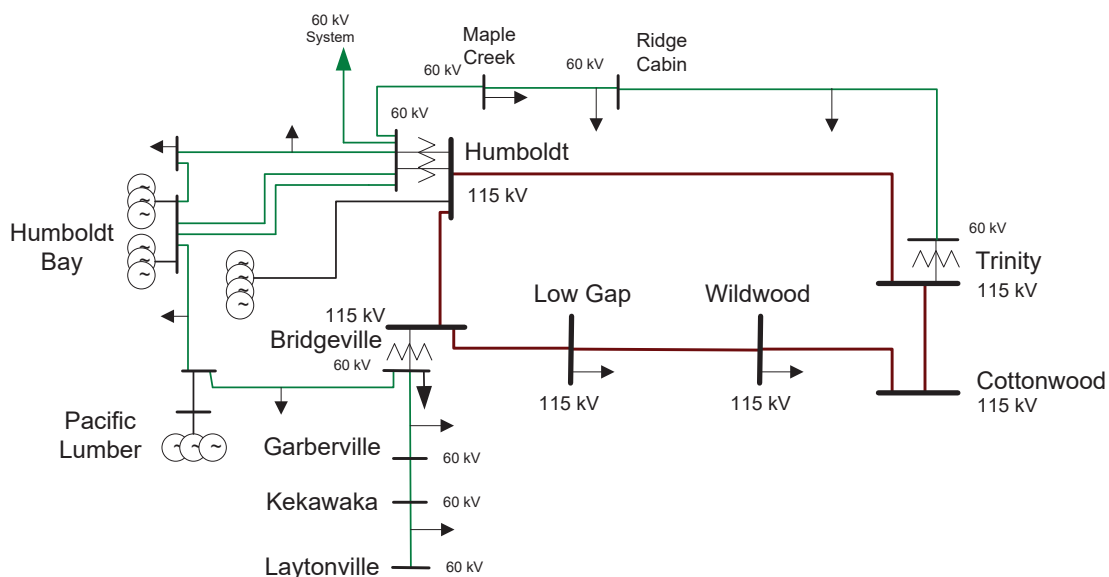 60 kV
System
Maple
Creek
60 kV
60 kV
Ridge
Cabin
60 kV
Humboldt
115 kV
Humboldt
Bay
~
~
~
~
~
~
~
~
~
~
60 kV
Trinity
115 kV
Low Gap
Wildwood
115 kV
Bridgeville
60 kV
115 kV
115 kV
Cottonwood
115 kV
Pacific
Lumber
~
~
~
Garberville
60 kV
Kekawaka
60 kV
Laytonville
60 kV